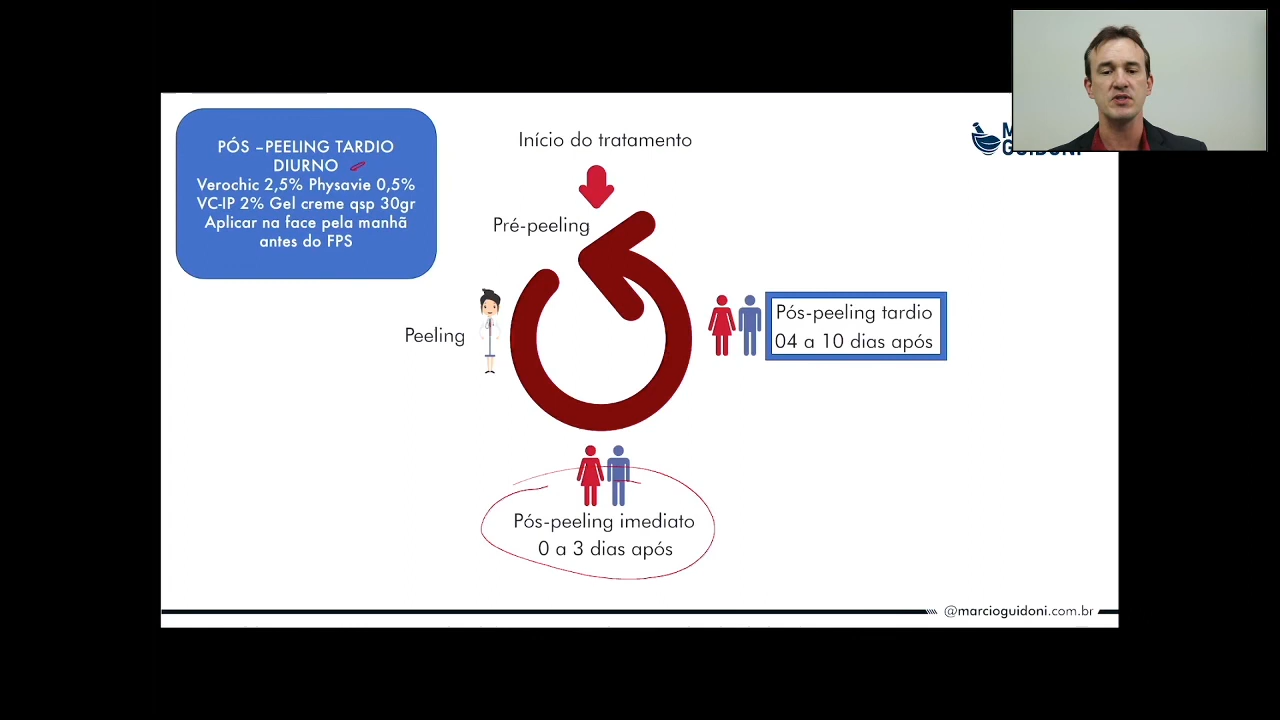 PÓS –PEELING TARDIO
DIURNO
Verochic 2,5% Physavie 0,5%
VC-IP 2% Gel creme qsp 30gr
Aplicar na face pela manhã
antes do FPS
Início do tratamento
Pré-peeling
Peeling
Pós-peeling tardio
04 a 10 dias após
Pós-peeling imediato
0 a 3 dias após
@marcioguidoni.com.br